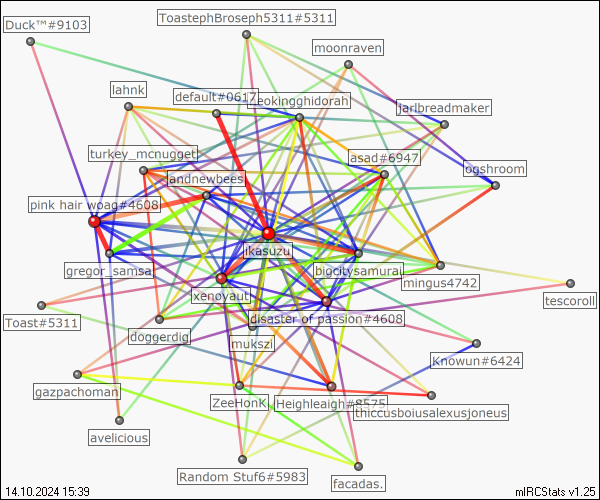 ToastephBroseph5311#5311
Duck™#9103
moonraven
lahnk
default#0617
eokingghidorah
jarlbreadmaker
turkey_mcnugget
asad#6947
andnewbees
ogshroom
pink hair woag#4608
ikasuzu
gregor_samsa
bigcitysamurai
mingus4742
xenoyaut
tescoroll
disaster of passion#4608
Toast#5311
doggerdig
mukszi
Knowun#6424
gazpachoman
ZeeHonK
Heighleagh#8575
thiccusboiusalexusjoneus
avelicious
Random Stuf6#5983
facadas.
14.10.2024 15:39
mIRCStats v1.25